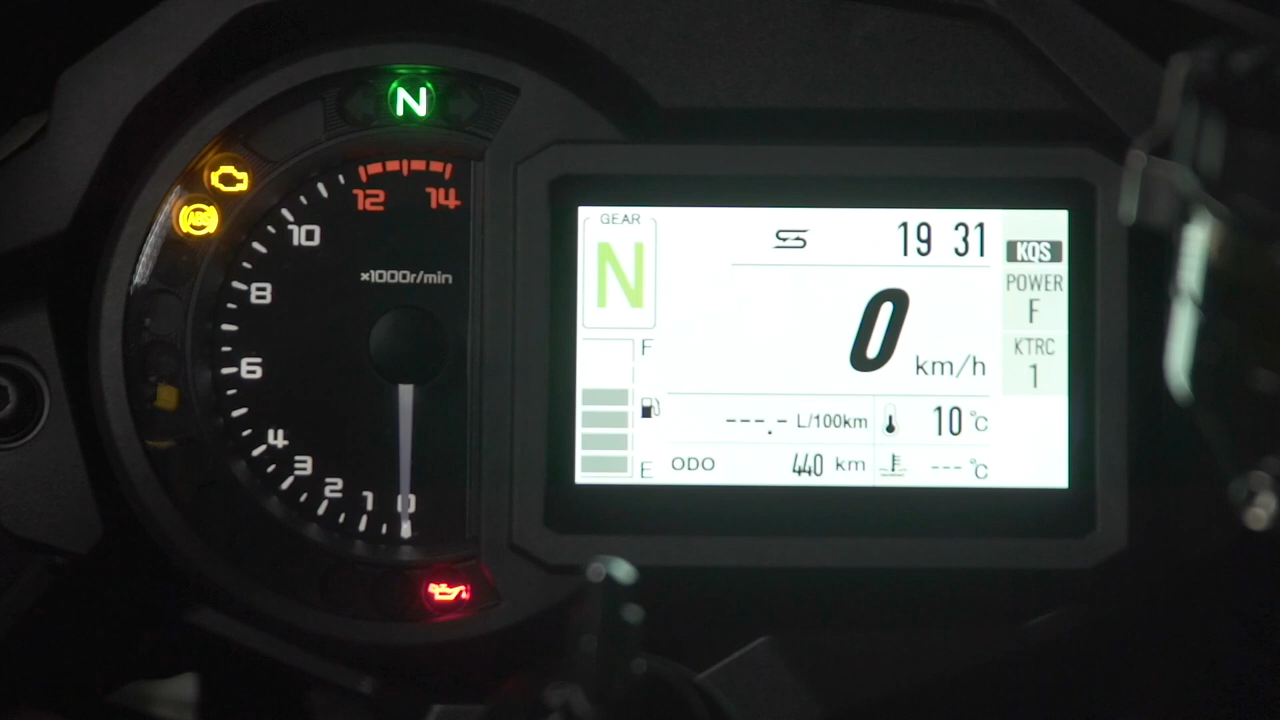 N
ABS
12 14
10
×1000r/min
8
6
4
3
2
1
0
GEAR
N
19 31
KQS
POWER
F
0 km/h
KTRC
1
F
---.- L/100km
10 °C
E
ODO 440 km
--- °C